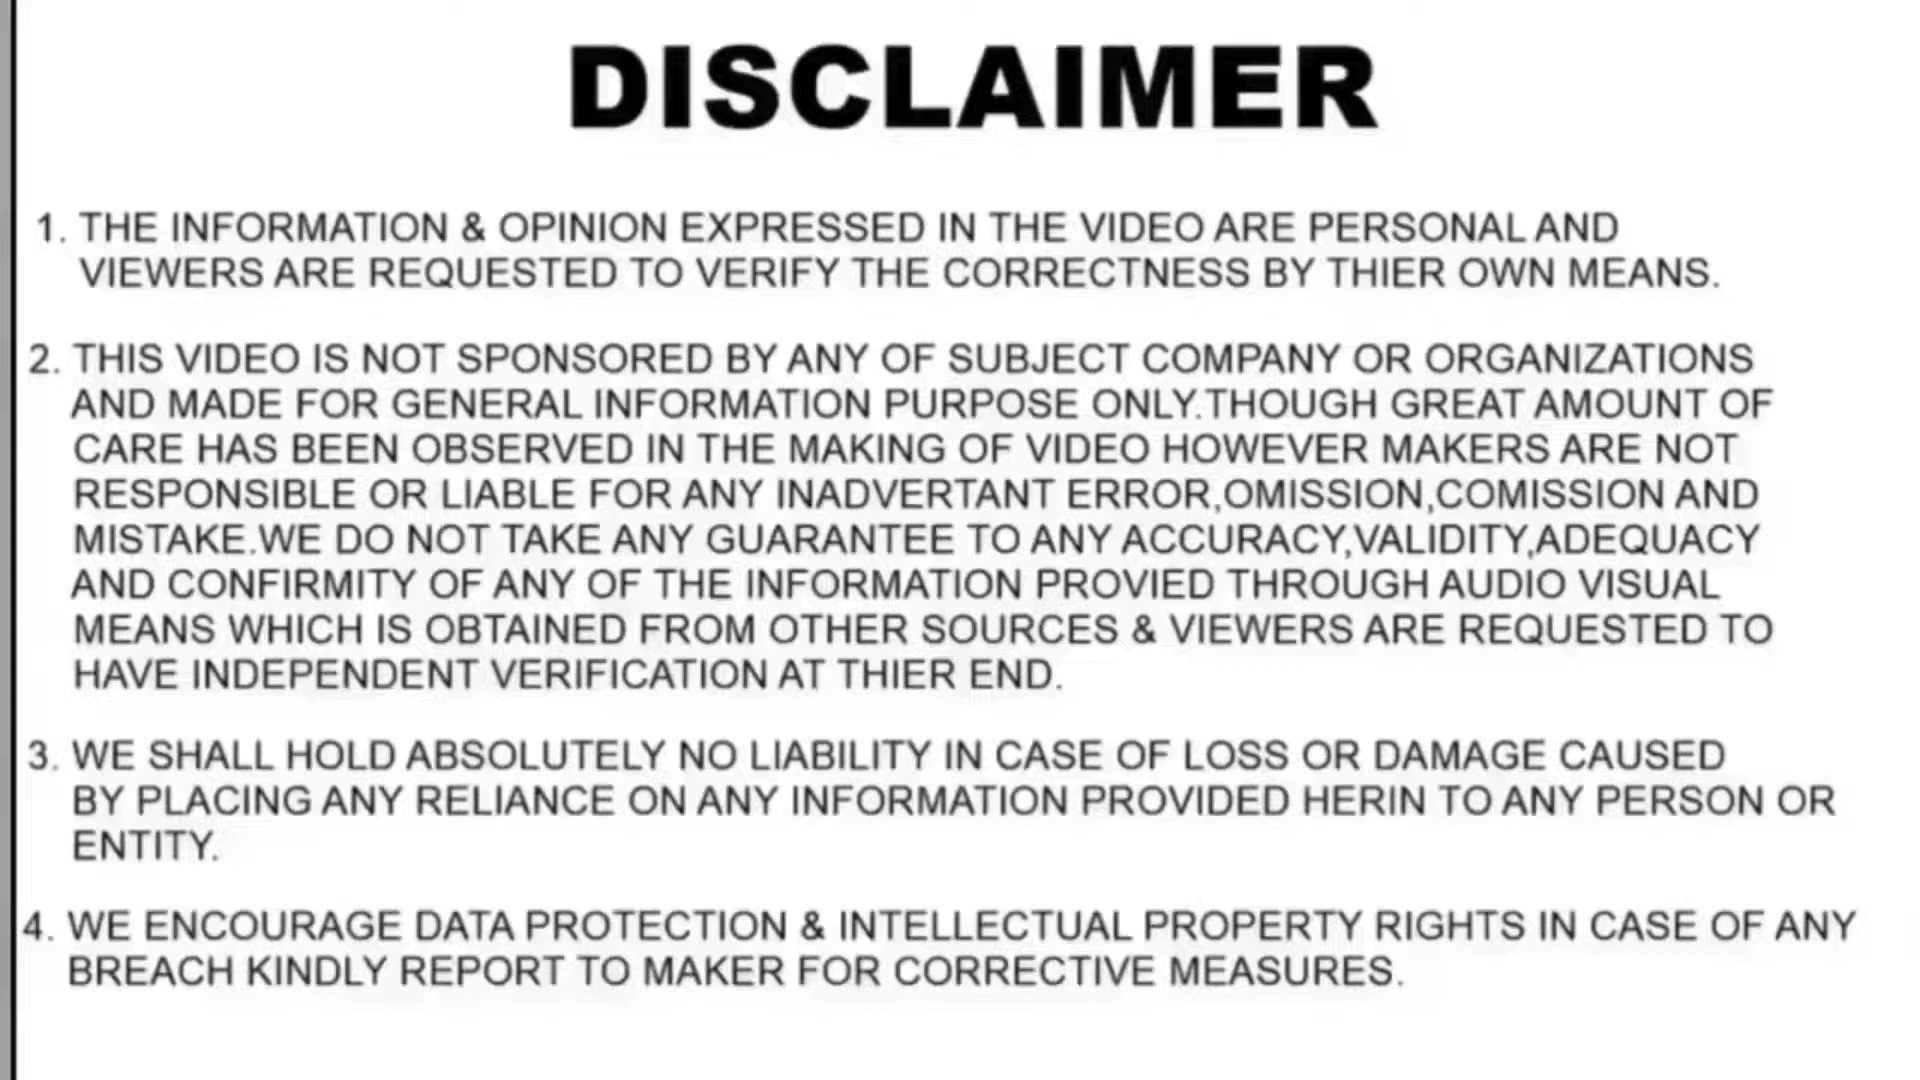 DISCLAIMER
1. THE INFORMATION & OPINION EXPRESSED IN THE VIDEO ARE PERSONAL AND
VIEWERS ARE REQUESTED TO VERIFY THE CORRECTNESS BY THIER OWN MEANS.
2. THIS VIDEO IS NOT SPONSORED BY ANY OF SUBJECT COMPANY OR ORGANIZATIONS
AND MADE FOR GENERAL INFORMATION PURPOSE ONLY.THOUGH GREAT AMOUNT OF
CARE HAS BEEN OBSERVED IN THE MAKING OF VIDEO HOWEVER MAKERS ARE NOT
RESPONSIBLE OR LIABLE FOR ANY INADVERTANT ERROR,OMISSION,COMISSION AND
MISTAKE.WE DO NOT TAKE ANY GUARANTEE TO ANY ACCURACY,VALIDITY,ADEQUACY
AND CONFIRMITY OF ANY OF THE INFORMATION PROVIED THROUGH AUDIO VISUAL
MEANS WHICH IS OBTAINED FROM OTHER SOURCES & VIEWERS ARE REQUESTED TO
HAVE INDEPENDENT VERIFICATION AT THIER END.
3. WE SHALL HOLD ABSOLUTELY NO LIABILITY IN CASE OF LOSS OR DAMAGE CAUSED
BY PLACING ANY RELIANCE ON ANY INFORMATION PROVIDED HERIN TO ANY PERSON OR
ENTITY.
4. WE ENCOURAGE DATA PROTECTION & INTELLECTUAL PROPERTY RIGHTS IN CASE OF ANY
BREACH KINDLY REPORT TO MAKER FOR CORRECTIVE MEASURES.